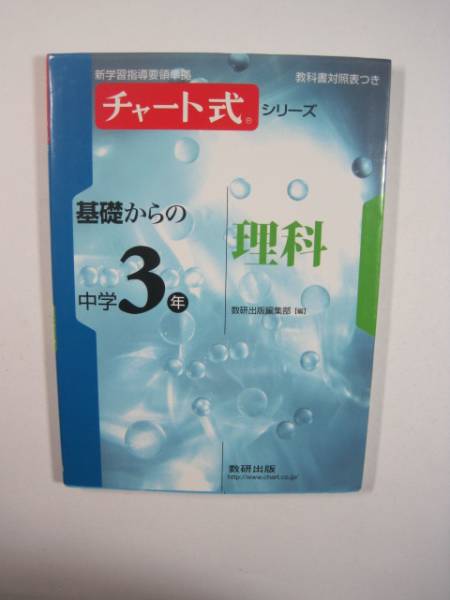 新学習指導要領準拠
教科書対照表つき
チャート式® シリーズ
基礎からの
中学3年
理科
数研出版編集部【編】
数研出版
http://www.chart.co.jp/